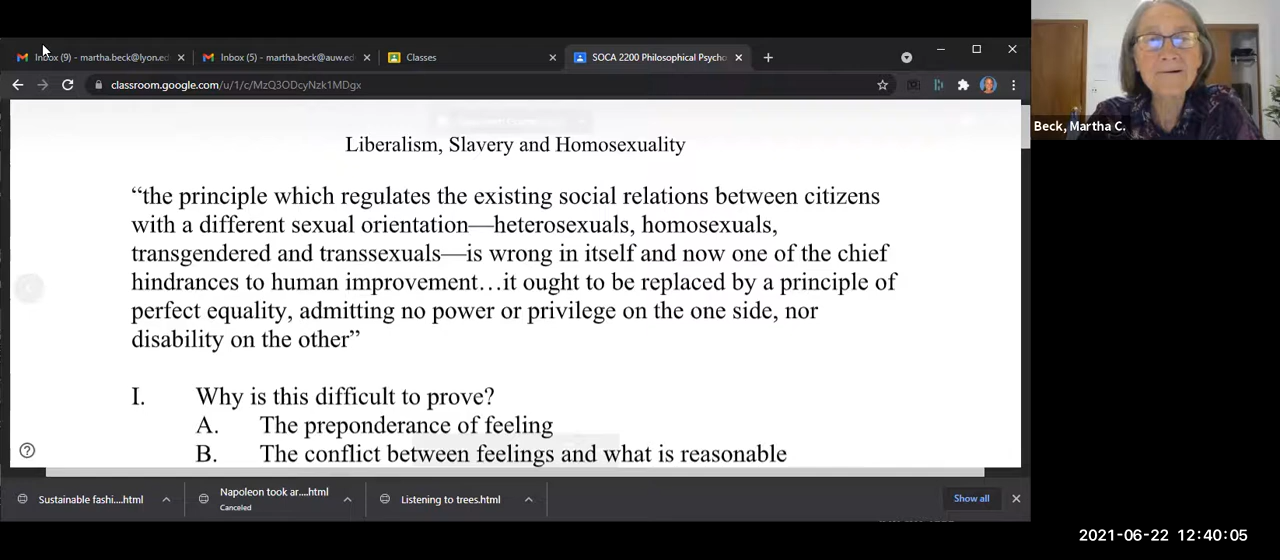 Inbox (9) - martha.beck@lyon.ed
Inbox (5) - martha.beck@auw.ed
Classes
SOCA 2200 Philosophical Psycho
classroom.google.com/u/1/c/MzQ3ODcyNzk1MDgx
Beck, Martha C.
Liberalism, Slavery and Homosexuality
“the principle which regulates the existing social relations between citizens
with a different sexual orientation—heterosexuals, homosexuals,
transgendered and transsexuals—is wrong in itself and now one of the chief
hindrances to human improvement…it ought to be replaced by a principle of
perfect equality, admitting no power or privilege on the one side, nor
disability on the other”
I. Why is this difficult to prove?
A. The preponderance of feeling
B. The conflict between feelings and what is reasonable
Sustainable fashi....html
Napoleon took ar....html
Canceled
Listening to trees.html
Show all
2021-06-22 12:40:05